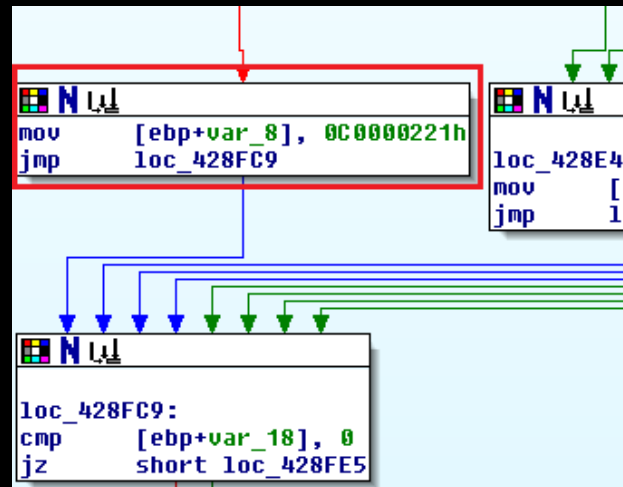 N
mov [ebp+var_8], 0C0000221h
jmp loc_428FC9
N
loc_428E4
mov [
jmp l
N
loc_428FC9:
cmp [ebp+var_18], 0
jz short loc_428FE5